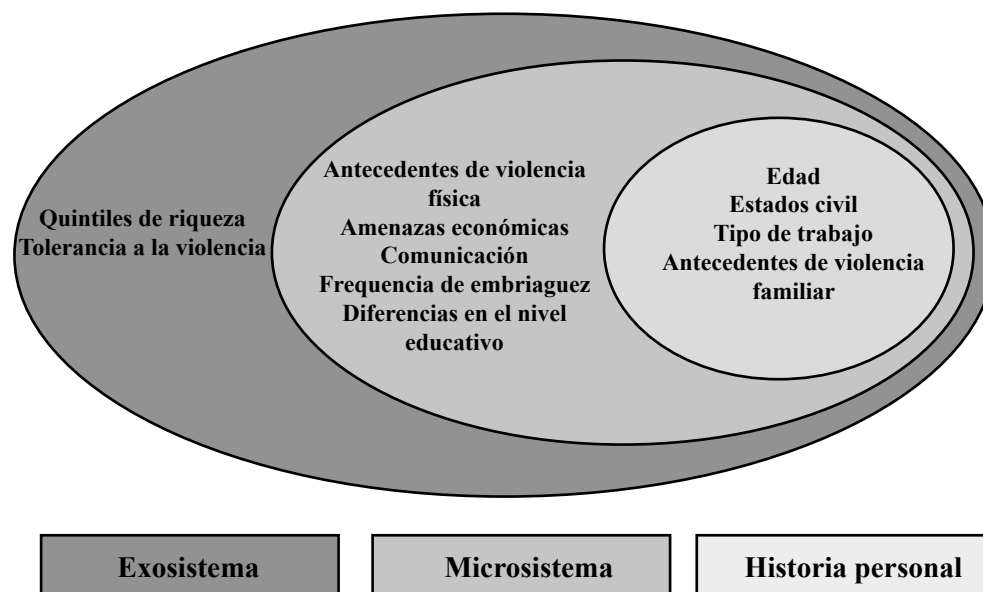 Quintiles de riqueza
Tolerancia a la violencia
Antecedentes de violencia
física
Amenazas económicas
Comunicación
Frequencia de embriaguez
Diferencias en el nivel
educativo
Edad
Estados civil
Tipo de trabajo
Antecedentes de violencia
familiar
Exosistema
Microsistema
Historia personal